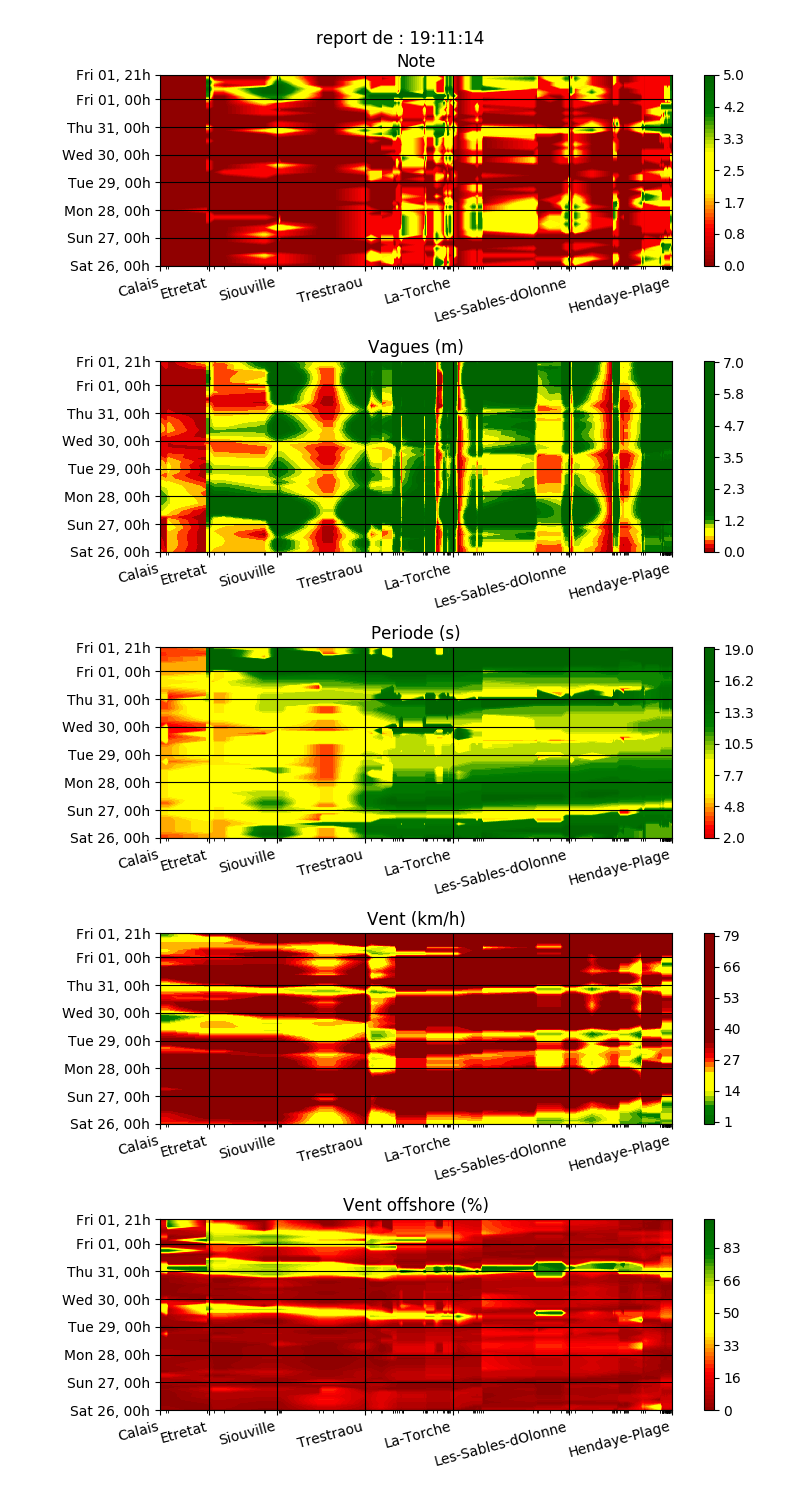 report de : 19:11:14
Note
Fri 01, 21h
Fri 01, 00h
Thu 31, 00h
Wed 30, 00h
Tue 29, 00h
Mon 28, 00h
Sun 27, 00h
Sat 26, 00h
Calais
Etretat
Siouville
Trestraou
La-Torche
Les-Sables-dOlonne
Hendaye-Plage
5.0
4.2
3.3
2.5
1.7
0.8
0.0
Vagues (m)
Fri 01, 21h
Fri 01, 00h
Thu 31, 00h
Wed 30, 00h
Tue 29, 00h
Mon 28, 00h
Sun 27, 00h
Sat 26, 00h
Calais
Etretat
Siouville
Trestraou
La-Torche
Les-Sables-dOlonne
Hendaye-Plage
7.0
5.8
4.7
3.5
2.3
1.2
0.0
Periode (s)
Fri 01, 21h
Fri 01, 00h
Thu 31, 00h
Wed 30, 00h
Tue 29, 00h
Mon 28, 00h
Sun 27, 00h
Sat 26, 00h
Calais
Etretat
Siouville
Trestraou
La-Torche
Les-Sables-dOlonne
Hendaye-Plage
19.0
16.2
13.3
10.5
7.7
4.8
2.0
Vent (km/h)
Fri 01, 21h
Fri 01, 00h
Thu 31, 00h
Wed 30, 00h
Tue 29, 00h
Mon 28, 00h
Sun 27, 00h
Sat 26, 00h
Calais
Etretat
Siouville
Trestraou
La-Torche
Les-Sables-dOlonne
Hendaye-Plage
79
66
53
40
27
14
1
Vent offshore (%)
Fri 01, 21h
Fri 01, 00h
Thu 31, 00h
Wed 30, 00h
Tue 29, 00h
Mon 28, 00h
Sun 27, 00h
Sat 26, 00h
Calais
Etretat
Siouville
Trestraou
La-Torche
Les-Sables-dOlonne
Hendaye-Plage
83
66
50
33
16
0